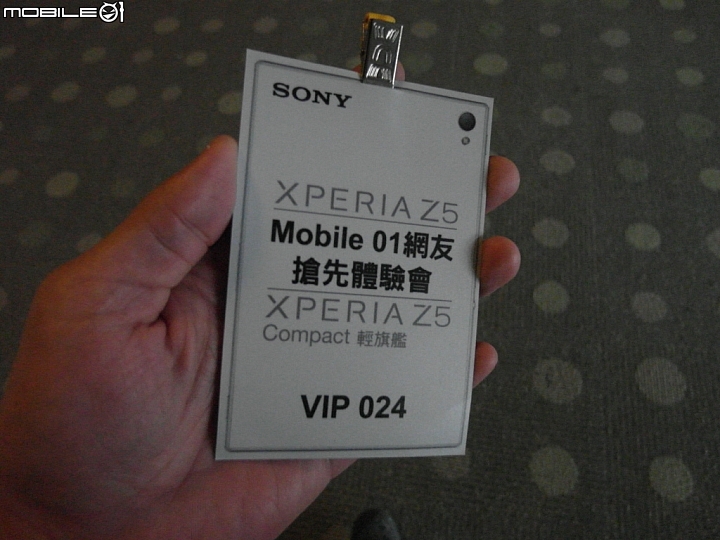 MOBILE01
SONY
XPERIA Z5
Mobile 01網友
搶先體驗會
XPERIA Z5
Compact 輕旗艦
VIP 024